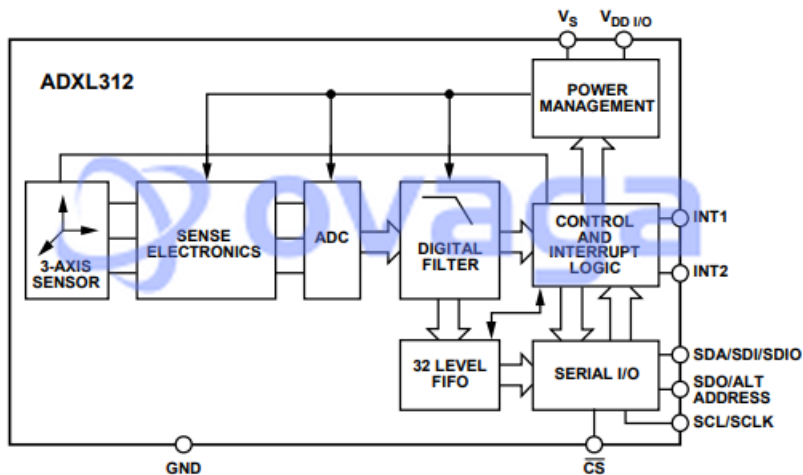 VS
VDD I/O
ADXL312
POWER
MANAGEMENT
ovaga
3-AXIS
SENSOR
SENSE
ELECTRONICS
ADC
DIGITAL
FILTER
CONTROL
AND
INTERRUPT
LOGIC
INT1
INT2
32 LEVEL
FIFO
SERIAL I/O
SDA/SDI/SDIO
SDO/ALT
ADDRESS
SCL/SCLK
GND
CS